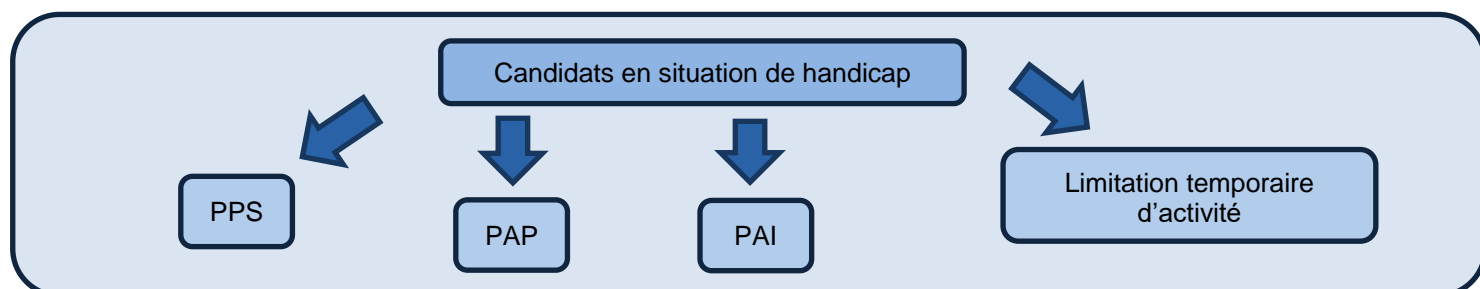 Candidats en situation de handicap
PPS
PAP
PAI
Limitation temporaire
d’activité